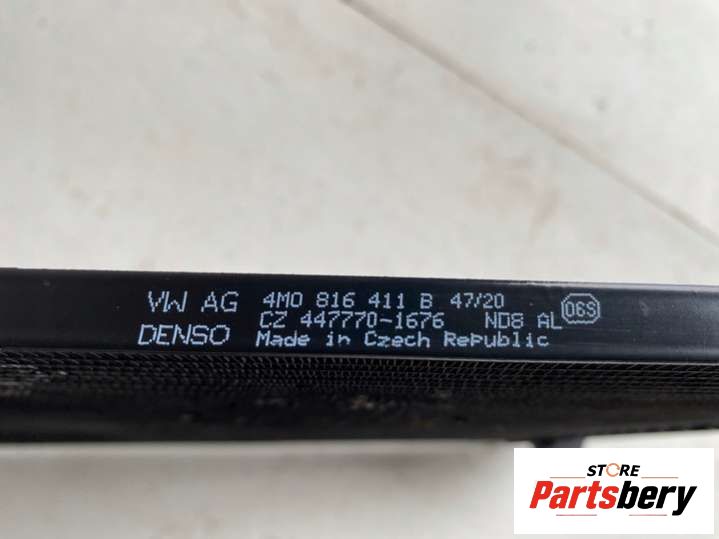 VW AG 4M0 816 411 B 47/20
DENSO CZ 447770-1676 ND8 AL 06S
Made in Czech Republic
STORE
Partsbery